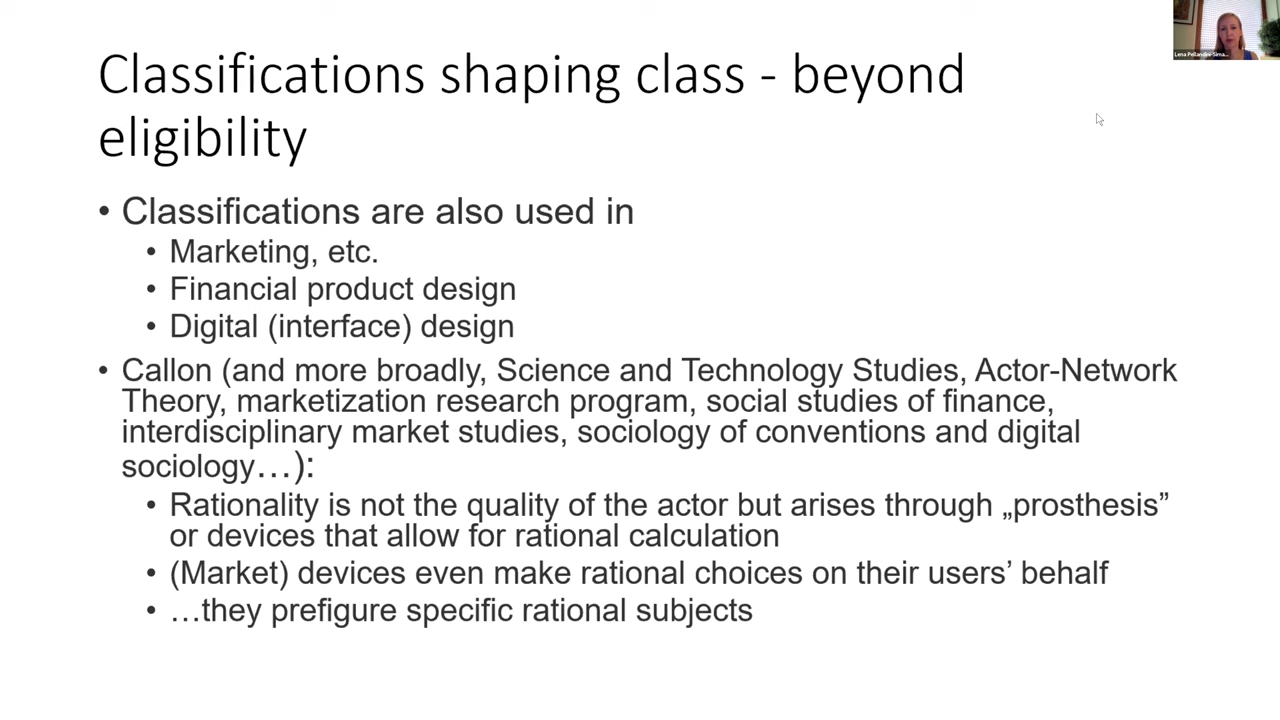 Classifications shaping class - beyond
eligibility
• Classifications are also used in
• Marketing, etc.
• Financial product design
• Digital (interface) design
• Callon (and more broadly, Science and Technology Studies, Actor-Network
Theory, marketization research program, social studies of finance,
interdisciplinary market studies, sociology of conventions and digital
sociology…):
• Rationality is not the quality of the actor but arises through „prosthesis”
or devices that allow for rational calculation
• (Market) devices even make rational choices on their users’ behalf
• …they prefigure specific rational subjects
Lena Pellandini-Sima...